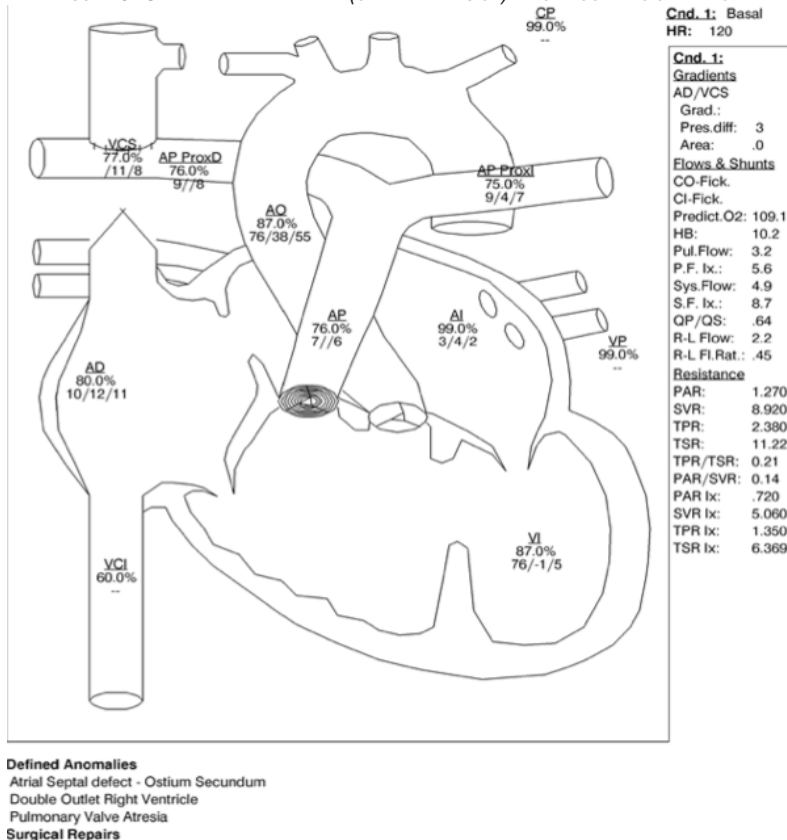 CP
99.0%
--
VCS
77.0%
/11/8
AP ProxD
76.0%
9//8
AP ProxI
75.0%
9/4/7
AO
87.0%
76/38/55
AP
76.0%
7//6
AI
99.0%
3/4/2
VP
99.0%
--
AD
80.0%
10/12/11
VCI
60.0%
--
VI
87.0%
76/-1/5
Cnd. 1: Basal
HR: 120
Cnd. 1:
Gradients
AD/VCS
Grad.:
Pres.diff: 3
Area: .0
Flows & Shunts
CO-Fick.
CI-Fick.
Predict.O2: 109.1
HB: 10.2
Pul.Flow: 3.2
P.F. Ix.: 5.6
Sys.Flow: 4.9
S.F. Ix.: 8.7
QP/QS: .64
R-L Flow: 2.2
R-L Fl.Rat.: .45
Resistance
PAR: 1.270
SVR: 8.920
TPR: 2.380
TSR: 11.22
TPR/TSR: 0.21
PAR/SVR: 0.14
PAR Ix: .720
SVR Ix: 5.060
TPR Ix: 1.350
TSR Ix: 6.369
Defined Anomalies
Atrial Septal defect - Ostium Secundum
Double Outlet Right Ventricle
Pulmonary Valve Atresia
Surgical Repairs